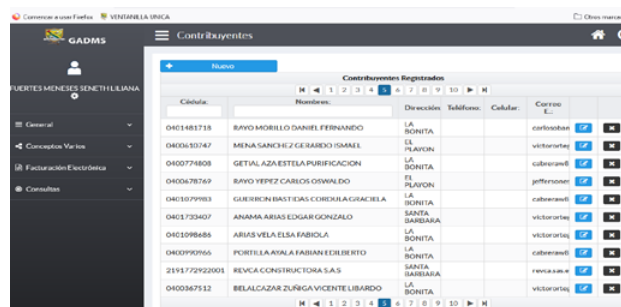 Comenzar a usar Firefox VENTANILLA UNICA Otros marca
GADMS
Contribuyentes
FUERTES MENESES SENETH LILIANA
General
Conceptos Varios
Facturación Electrónica
Consultas
+ Nuevo
Contribuyentes Registrados
1 2 3 4 5 6 7 8 9 10
Cédula: Nombres: Dirección Teléfono: Celular: Correo E...
0401481718 RAYO MORILLO DANIEL FERNANDO LA BONITA carlosoban
0400610747 MENA SANCHEZ GERARDO ISMAEL EL PLAYON victororteg
0400774808 GETIAL AZA ESTELA PURIFICACION LA BONITA cabrerawil
0400678769 RAYO YEPEZ CARLOS OSWALDO EL PLAYON jeffersones
0401079983 GUERRON BASTIDAS CORDULA GRACIELA LA BONITA cabrerawil
0401733407 ANAMA ARIAS EDGAR GONZALO SANTA BARBARA victororteg
0401098686 ARIAS VELA ELSA FABIOLA LA BONITA victororteg
0400990966 PORTILLA AYALA FABIAN EDILBERTO LA BONITA cabrerawil
2191772922001 REVCA CONSTRUCTORA S.A.S SANTA BARBARA revca.sas.e
0400367512 BELALCAZAR ZUÑIGA VICENTE LIBARDO LA BONITA victororteg
1 2 3 4 5 6 7 8 9 10